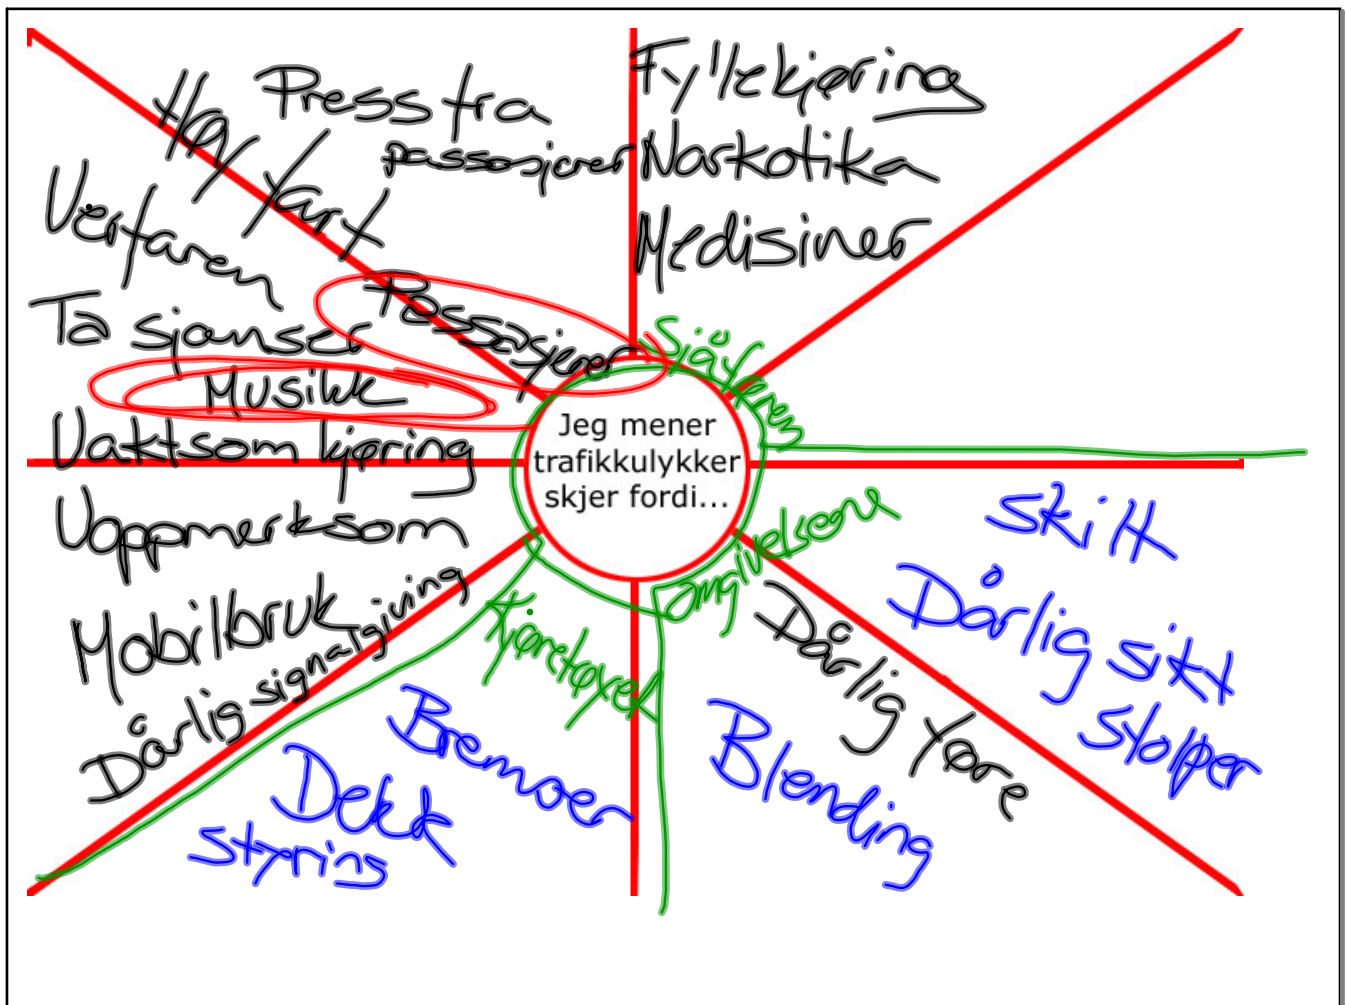 Press fra
passasjerer
Høy fart
Uerfaren
Ta sjanser
Passasjerer
Musikk
Uaktsom kjøring
Uoppmerksom
Mobilbruk
Dårlig signalgiving
Fyllekjøring
Narkotika
Medisiner
Sjåføren
Jeg mener
trafikkulykker
skjer fordi...
Omgivelsene
Skilt
Dårlig sikt
Stolper
Dårlig føre
Blending
Kjøretøyet
Bremser
Dekk
Styring